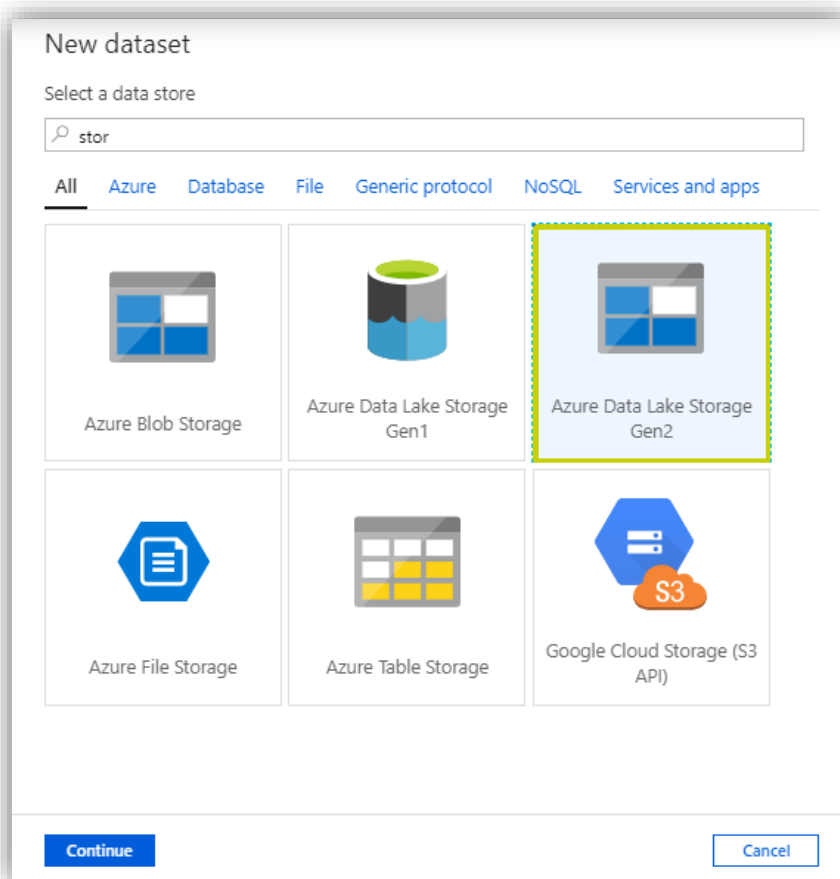 New dataset
Select a data store
stor
All Azure Database File Generic protocol NoSQL Services and apps
Azure Blob Storage
Azure Data Lake Storage
Gen1
Azure Data Lake Storage
Gen2
Azure File Storage
Azure Table Storage
S3
Google Cloud Storage (S3
API)
Continue Cancel